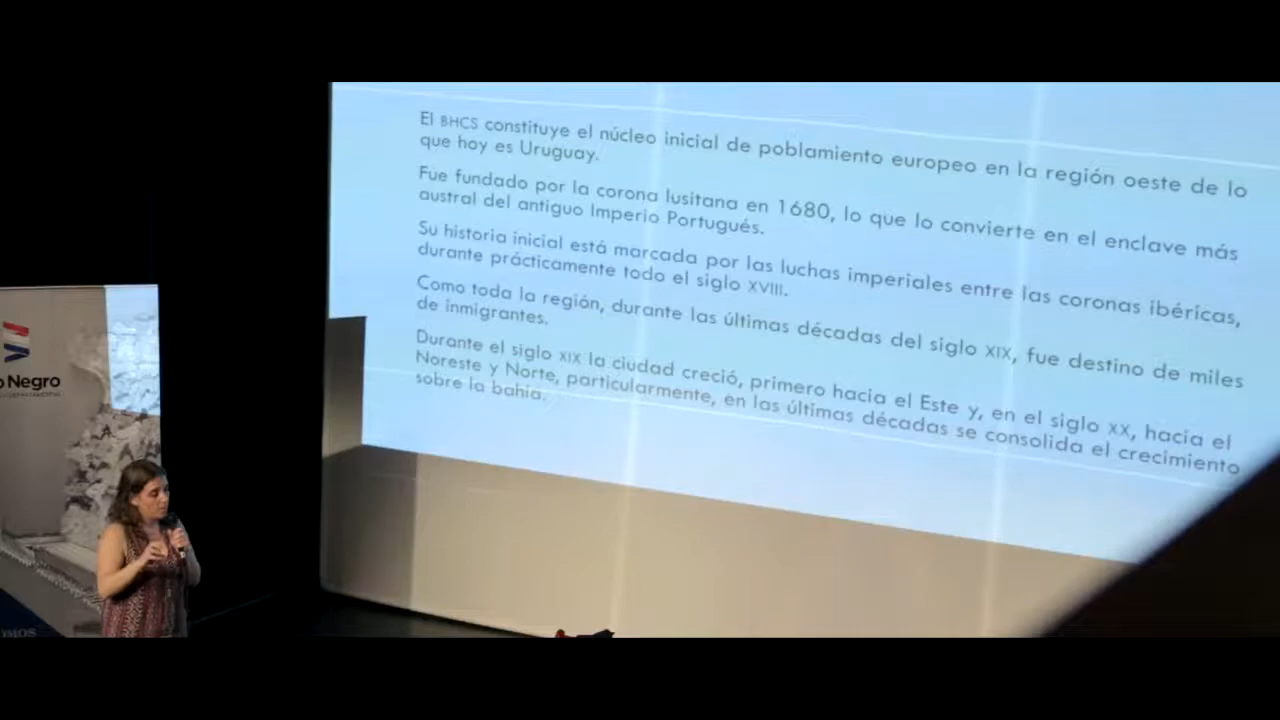 El BHCS constituye el núcleo inicial de poblamiento europeo en la región oeste de lo
que hoy es Uruguay.
Fue fundado por la corona lusitana en 1680, lo que lo convierte en el enclave más
austral del antiguo Imperio Portugués.
Su historia inicial está marcada por las luchas imperiales entre las coronas ibéricas,
durante prácticamente todo el siglo XVIII.
Como toda la región, durante las últimas décadas del siglo XIX, fue destino de miles
de inmigrantes.
Durante el siglo XIX la ciudad creció, primero hacia el Este y, en el siglo XX, hacia el
Noreste y Norte, particularmente, en las últimas décadas se consolida el crecimiento
sobre la bahía.
o Negro